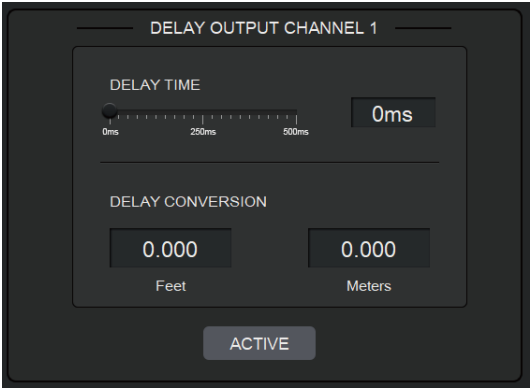 DELAY OUTPUT CHANNEL 1
DELAY TIME
0ms
0ms 250ms 500ms
DELAY CONVERSION
0.000 0.000
Feet Meters
ACTIVE